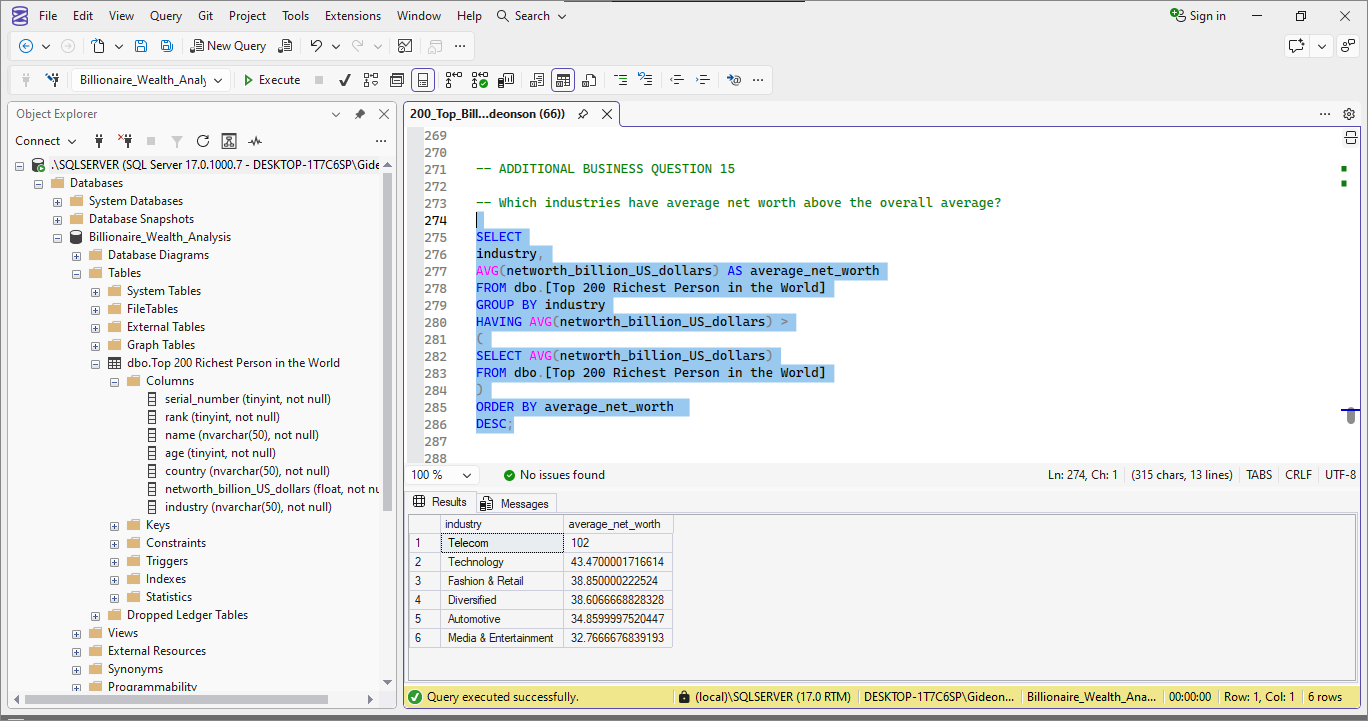 File Edit View Query Git Project Tools Extensions Window Help Search Sign in
New Query
Billionaire_Wealth_Analy Execute
Object Explorer
Connect
.\SQLSERVER (SQL Server 17.0.1000.7 - DESKTOP-1T7C6SP\Gide
Databases
System Databases
Database Snapshots
Billionaire_Wealth_Analysis
Database Diagrams
Tables
System Tables
FileTables
External Tables
Graph Tables
dbo.Top 200 Richest Person in the World
Columns
serial_number (tinyint, not null)
rank (tinyint, not null)
name (nvarchar(50), not null)
age (tinyint, not null)
country (nvarchar(50), not null)
networth_billion_US_dollars (float, not nu
industry (nvarchar(50), not null)
Keys
Constraints
Triggers
Indexes
Statistics
Dropped Ledger Tables
Views
External Resources
Synonyms
Programmability
200_Top_Bill...deonson (66))
269
270
271 -- ADDITIONAL BUSINESS QUESTION 15
272
273 -- Which industries have average net worth above the overall average?
274
275 SELECT
276 industry,
277 AVG(networth_billion_US_dollars) AS average_net_worth
278 FROM dbo.[Top 200 Richest Person in the World]
279 GROUP BY industry
280 HAVING AVG(networth_billion_US_dollars) >
281 (
282 SELECT AVG(networth_billion_US_dollars)
283 FROM dbo.[Top 200 Richest Person in the World]
284 )
285 ORDER BY average_net_worth
286 DESC;
287
288
100 % No issues found Ln: 274, Ch: 1 (315 chars, 13 lines) TABS CRLF UTF-8
Results Messages
industry average_net_worth
1 Telecom 102
2 Technology 43.4700001716614
3 Fashion & Retail 38.850000222524
4 Diversified 38.6066668828328
5 Automotive 34.8599997520447
6 Media & Entertainment 32.7666676839193
Query executed successfully. (local)\SQLSERVER (17.0 RTM) DESKTOP-1T7C6SP\Gideon... Billionaire_Wealth_Ana... 00:00:00 Row: 1, Col: 1 6 rows